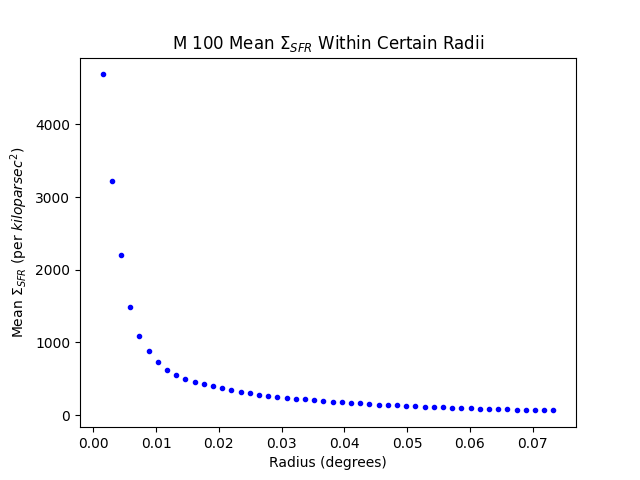 M 100 Mean Σ_SFR Within Certain Radii
Mean Σ_SFR (per kiloparsec²)
4000
3000
2000
1000
0
0.00 0.01 0.02 0.03 0.04 0.05 0.06 0.07
Radius (degrees)